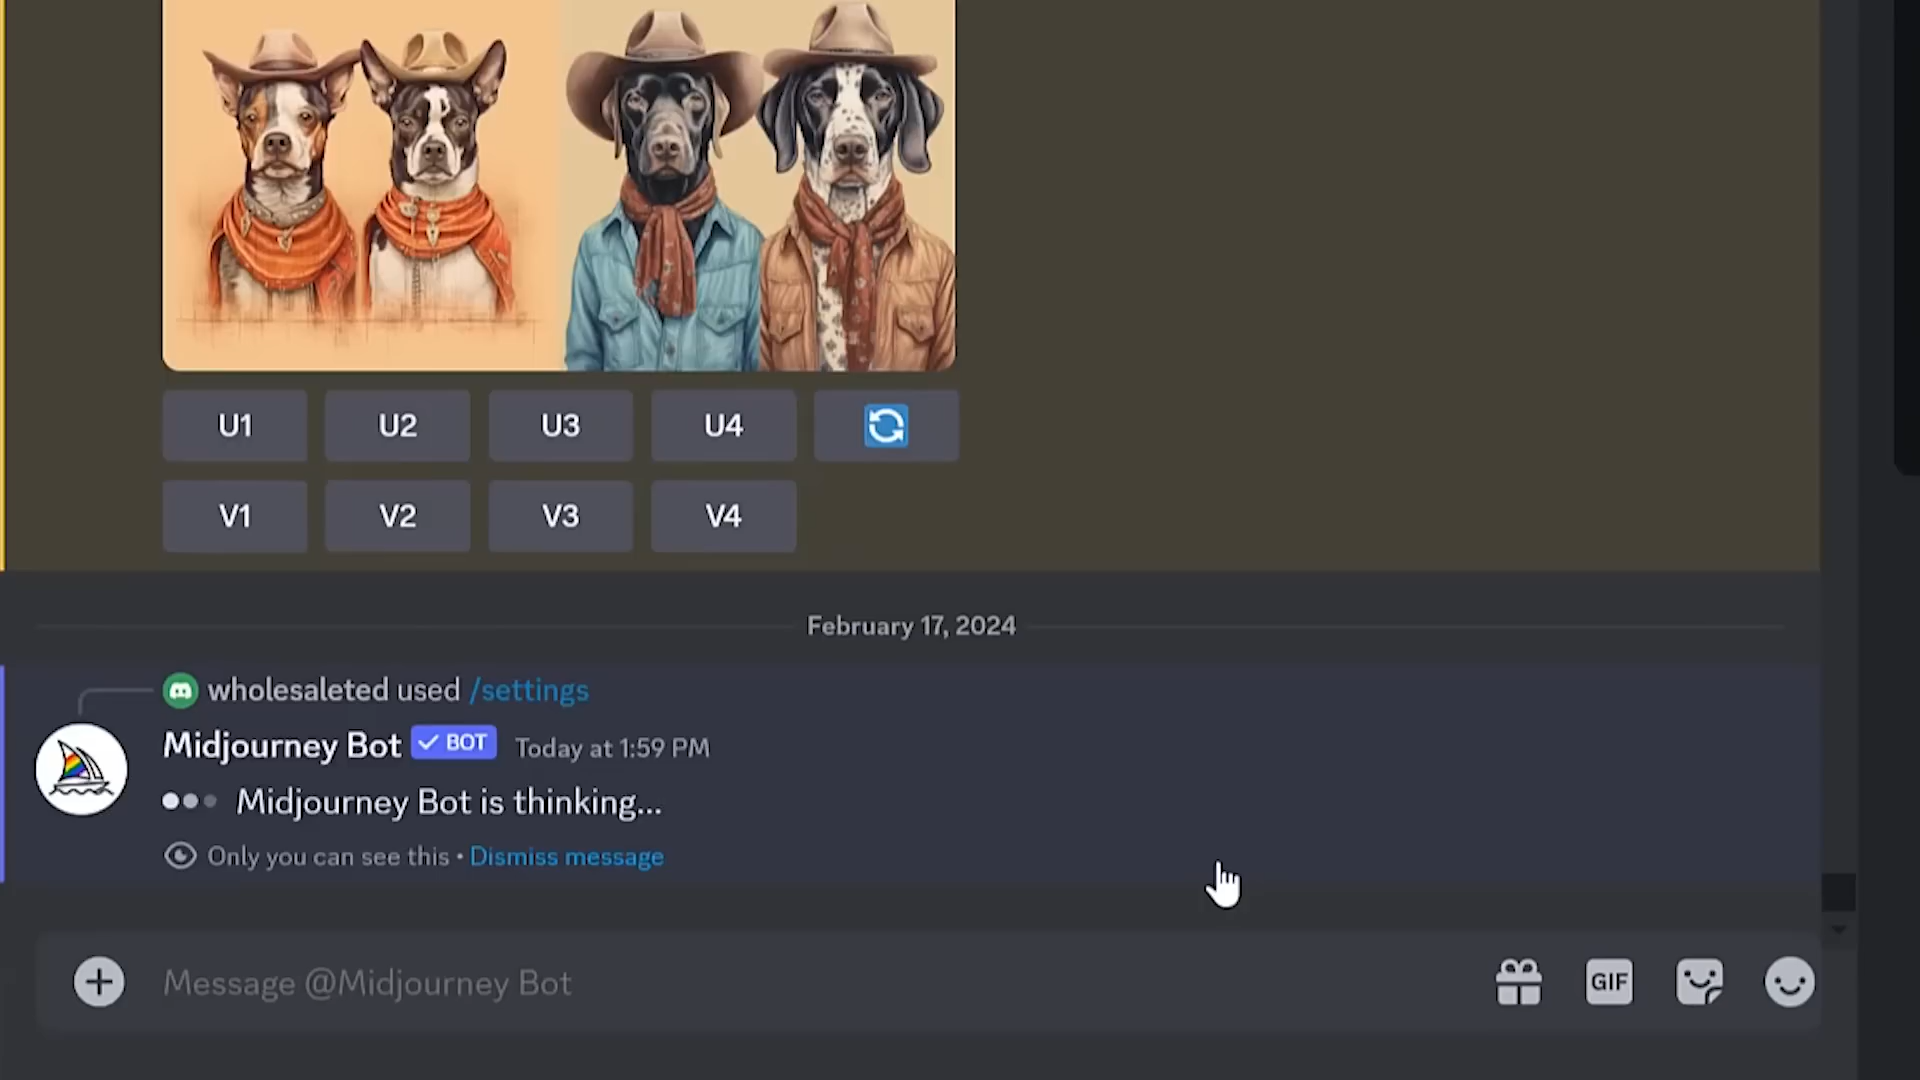 U1 U2 U3 U4
V1 V2 V3 V4
February 17, 2024
wholesaleted used /settings
Midjourney Bot BOT Today at 1:59 PM
Midjourney Bot is thinking...
Only you can see this • Dismiss message
Message @Midjourney Bot GIF